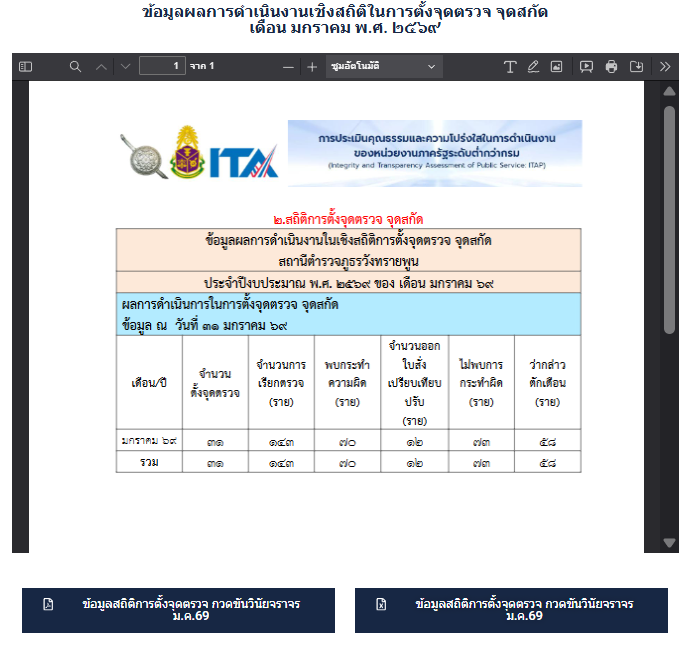 ข้อมูลผลการดำเนินงานเชิงสถิติในการตั้งจุดตรวจ จุดสกัด
เดือน มกราคม พ.ศ. ๒๕๖๙
1 จาก 1
ซูมอัตโนมัติ
ITA
การประเมินคุณธรรมและความโปร่งใสในการดำเนินงาน
ของหน่วยงานภาครัฐระดับต่ำกว่ากรม
(Integrity and Transparency Assessment of Public Service: ITAP)
๒.สถิติการตั้งจุดตรวจ จุดสกัด
ข้อมูลผลการดำเนินงานในเชิงสถิติการตั้งจุดตรวจ จุดสกัด
สถานีตำรวจภูธรวังทรายพูน
ประจำปีงบประมาณ พ.ศ. ๒๕๖๙ ของ เดือน มกราคม ๖๙
ผลการดำเนินการในการตั้งจุดตรวจ จุดสกัด
ข้อมูล ณ วันที่ ๓๑ มกราคม ๖๙
เดือน/ปี
จำนวน
ตั้งจุดตรวจ
จำนวนการ
เรียกตรวจ
(ราย)
พบกระทำ
ความผิด
(ราย)
จำนวนออก
ใบสั่ง
เปรียบเทียบ
ปรับ
(ราย)
ไม่พบการ
กระทำผิด
(ราย)
ว่ากล่าว
ตักเตือน
(ราย)
มกราคม ๖๙ ๓๑ ๑๔๓ ๗๐ ๑๒ ๗๓ ๕๘
รวม ๓๑ ๑๔๓ ๗๐ ๑๒ ๗๓ ๕๘
ข้อมูลสถิติการตั้งจุดตรวจ กวดขันวินัยจราจร
ม.ค.69
ข้อมูลสถิติการตั้งจุดตรวจ กวดขันวินัยจราจร
ม.ค.69